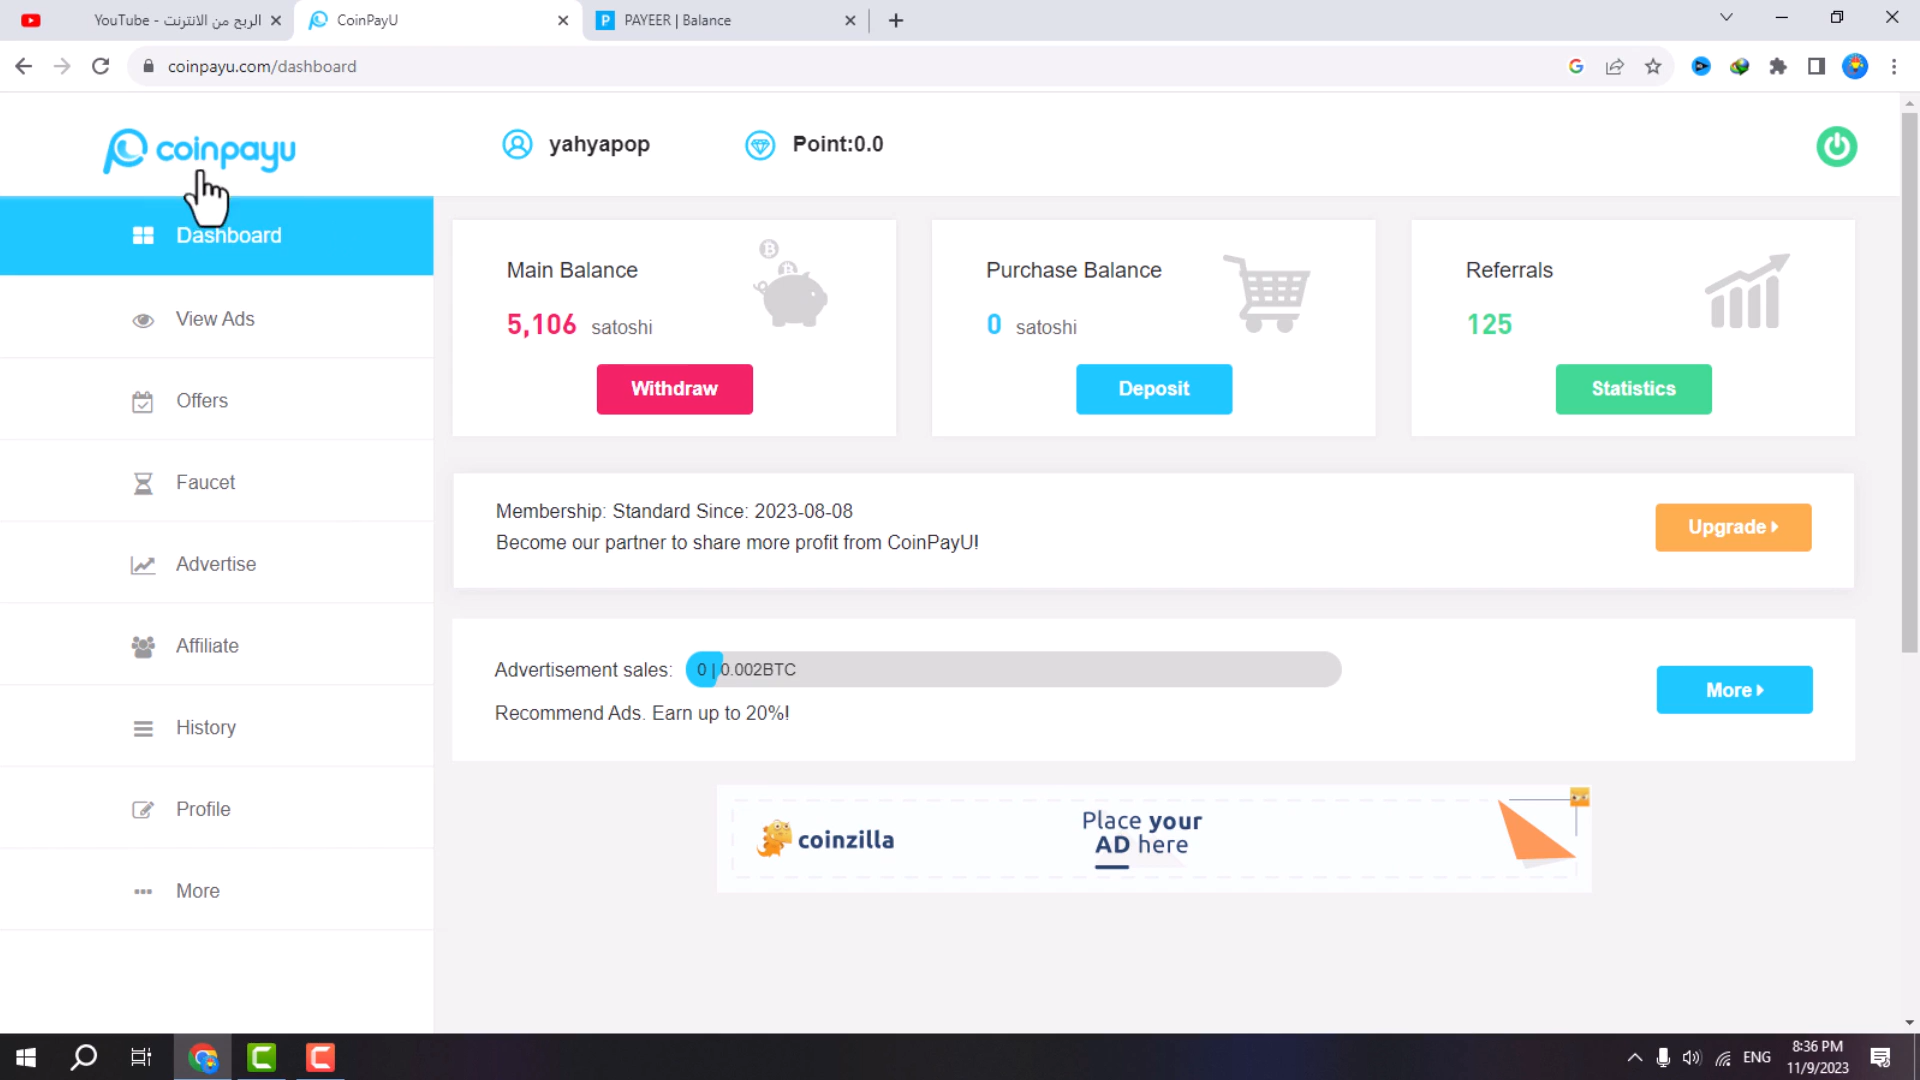 YouTube - الربح من الانترنت
CoinPayU
PAYEER | Balance
coinpayu.com/dashboard
coinpayu
yahyapop
Point:0.0
Dashboard
View Ads
Offers
Faucet
Advertise
Affiliate
History
Profile
More
Main Balance
5,106 satoshi
Withdraw
Purchase Balance
0 satoshi
Deposit
Referrals
125
Statistics
Membership: Standard Since: 2023-08-08
Become our partner to share more profit from CoinPayU!
Upgrade
Advertisement sales: 0 | 0.002BTC
Recommend Ads. Earn up to 20%!
More
coinzilla
Place your
AD here
ENG
8:36 PM
11/9/2023